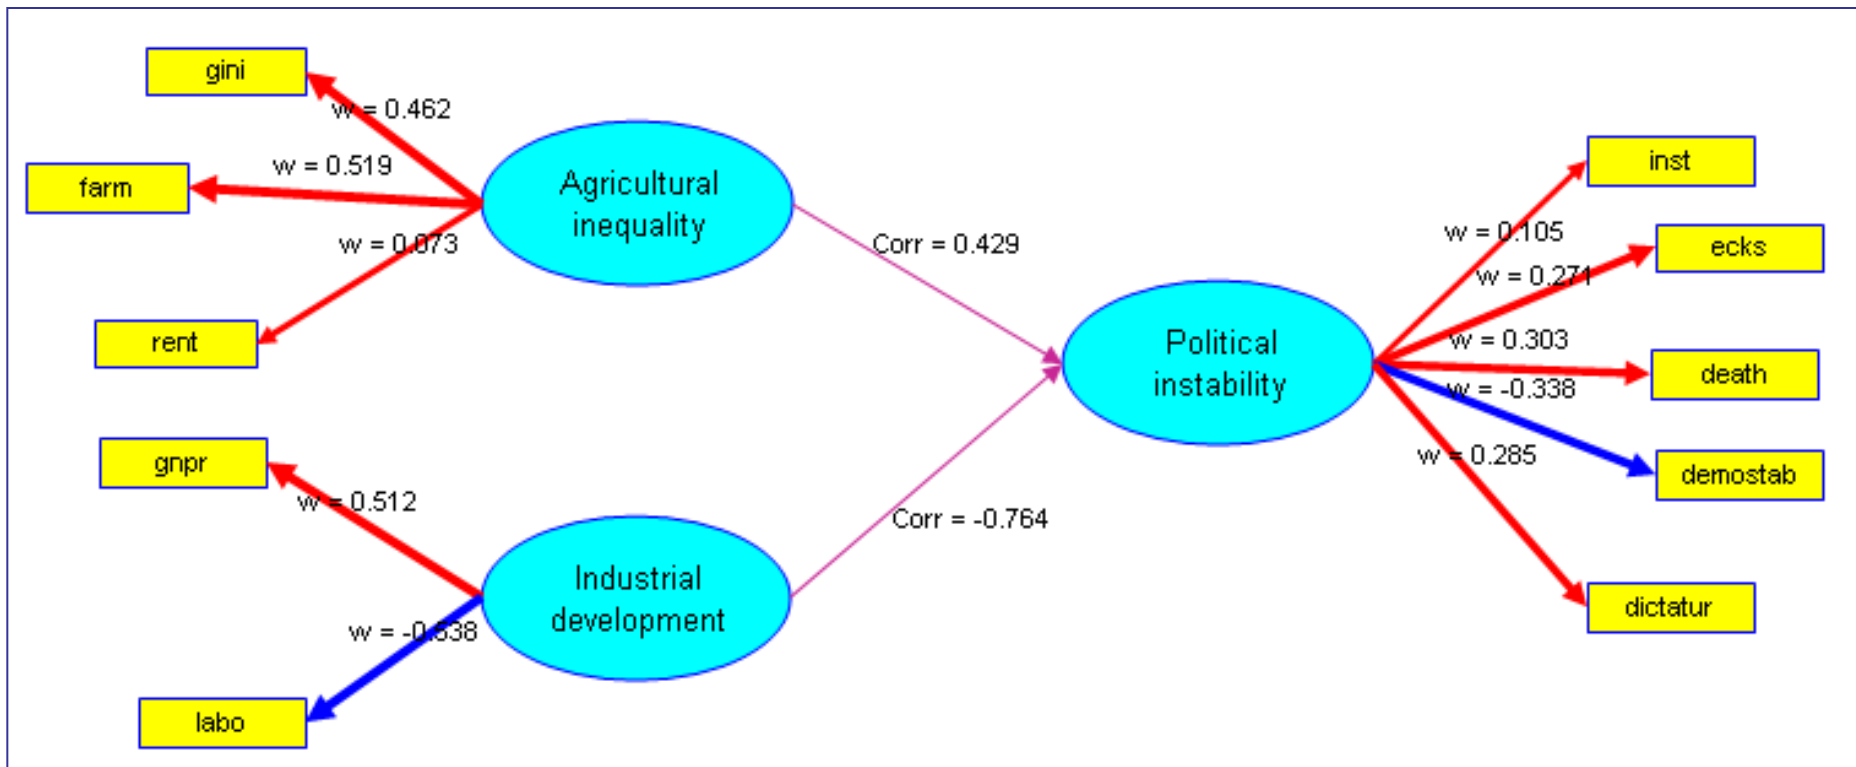 gini
w = 0.462
farm
w = 0.519
Agricultural
inequality
w = 0.073
rent
Corr = 0.429
gnpr
w = 0.512
Industrial
development
w = -0.538
labo
Corr = -0.764
Political
instability
inst
w = 0.105
ecks
w = 0.271
w = 0.303
death
w = -0.338
w = 0.285
demostab
dictatur